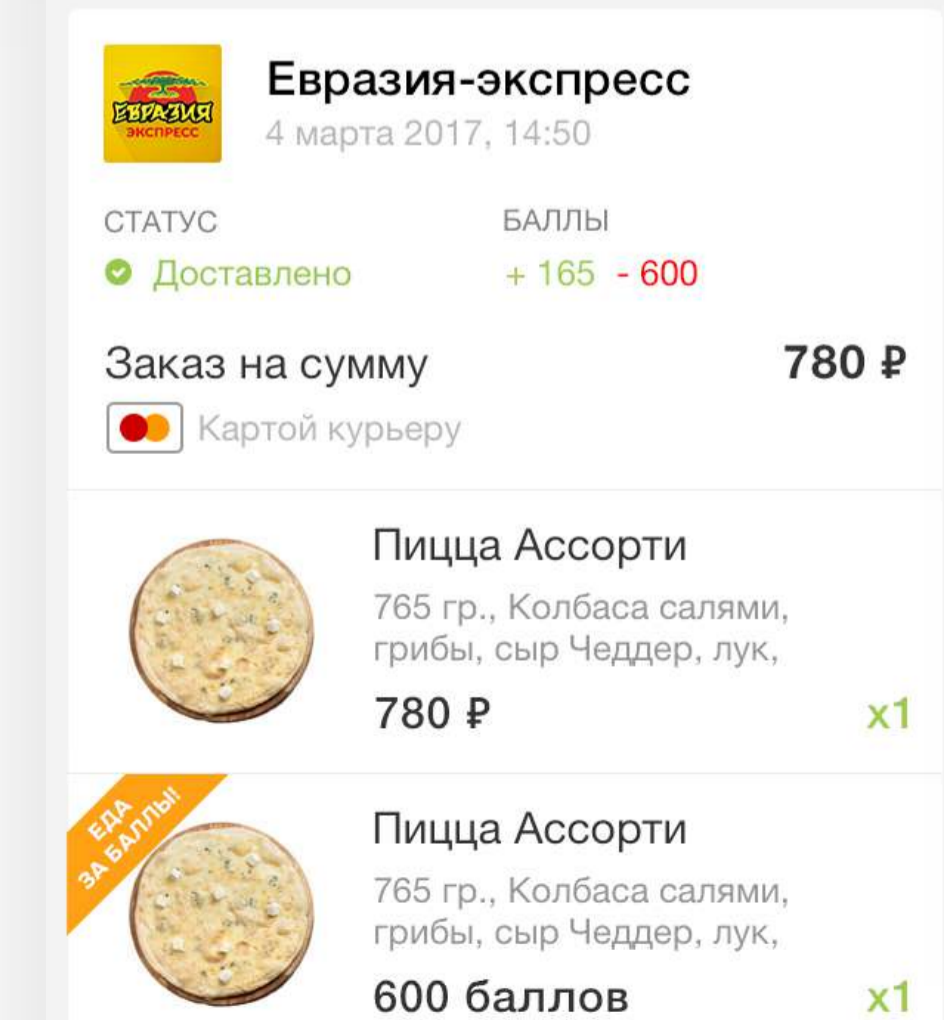 ЕВРАЗИЯ
ЭКСПРЕСС
Евразия-экспресс
4 марта 2017, 14:50
СТАТУС
БАЛЛЫ
Доставлено
+ 165 - 600
Заказ на сумму
780 ₽
Картой курьеру
Пицца Ассорти
765 гр., Колбаса салями,
грибы, сыр Чеддер, лук,
780 ₽
x1
ЕДА
ЗА БАЛЛЫ!
Пицца Ассорти
765 гр., Колбаса салями,
грибы, сыр Чеддер, лук,
600 баллов
x1